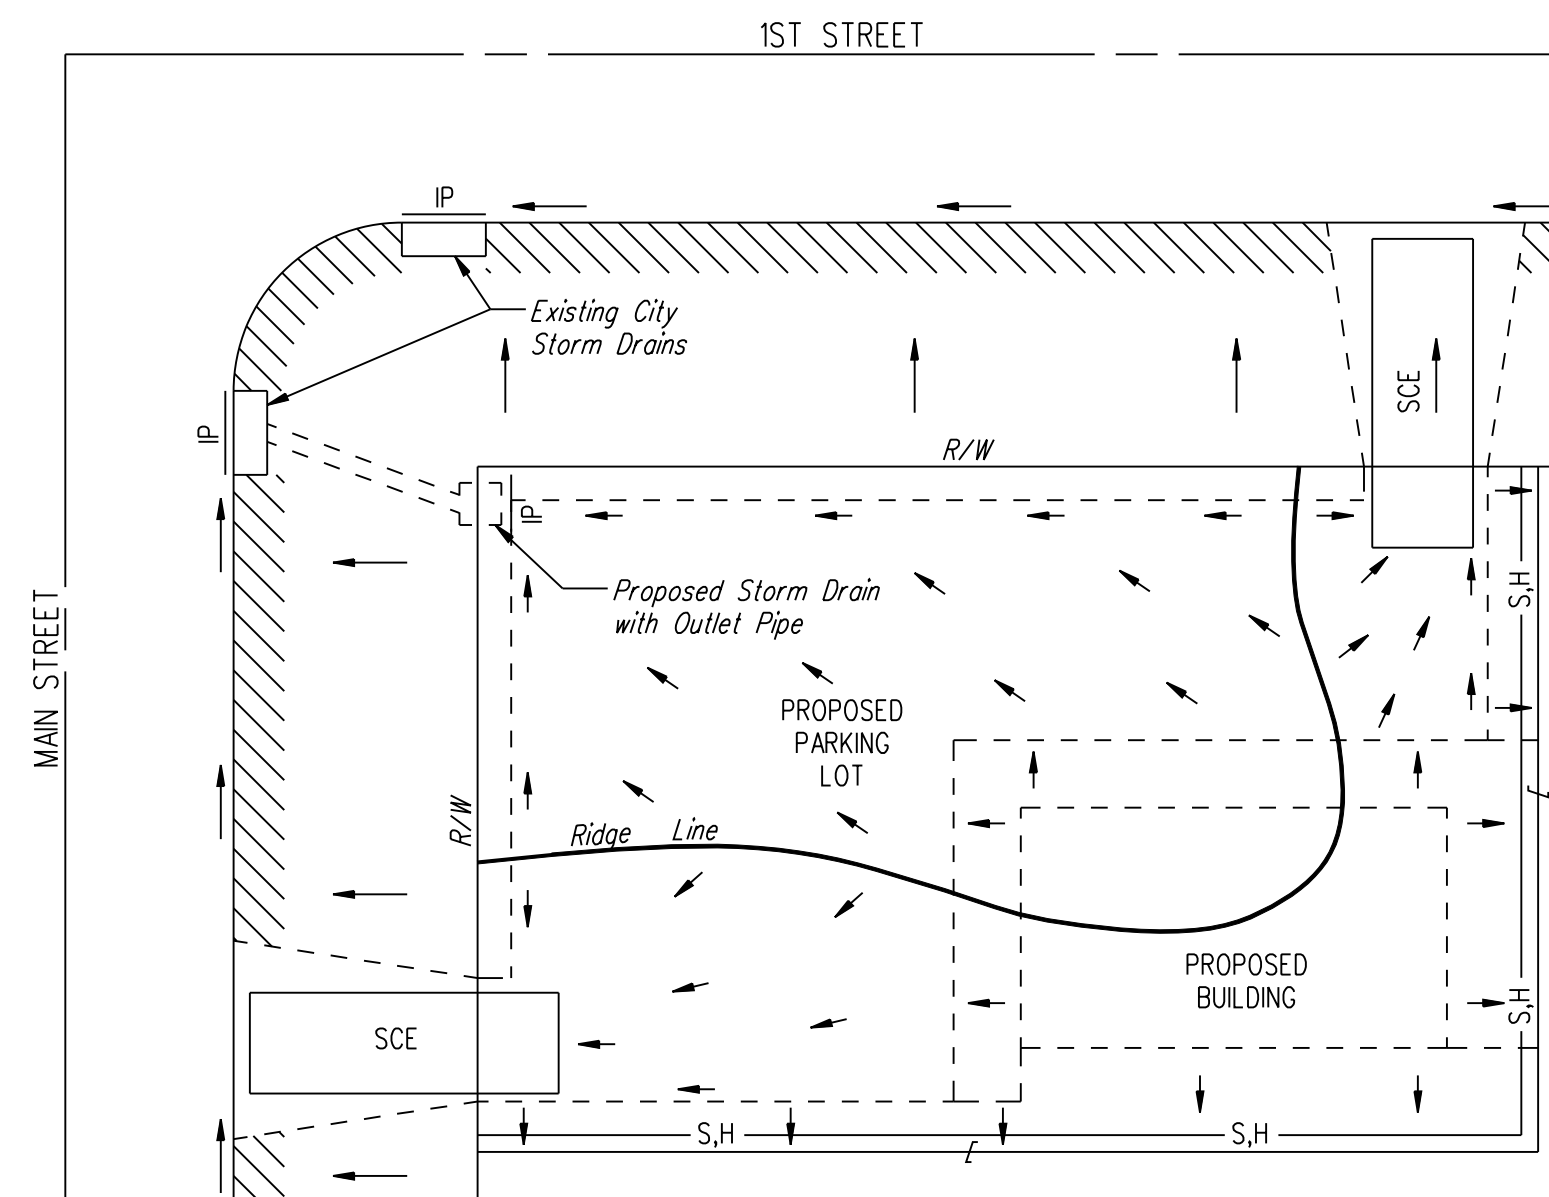 1ST STREET
IP
Existing City
Storm Drains
SCE
IP
R/W
IP
S,H
Proposed Storm Drain
with Outlet Pipe
MAIN STREET
PROPOSED
PARKING
LOT
R/W
Ridge Line
PROPOSED
BUILDING
S,H
SCE
S,H
S,H